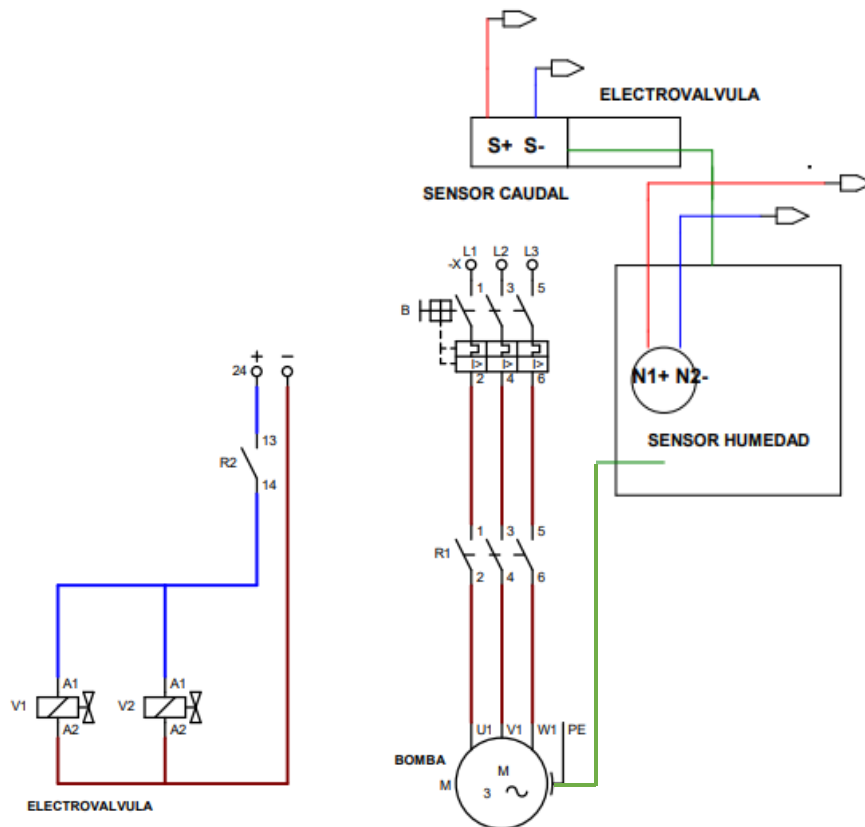 ELECTROVALVULA
S+ S-
SENSOR CAUDAL
L1 L2 L3
-X
1 3 5
B
I> I> I>
2 4 6
N1+ N2-
SENSOR HUMEDAD
+ −
24
13
R2
14
1 3 5
R1
2 4 6
A1 A1
V1 V2
A2 A2
U1 V1 W1 PE
BOMBA
M
M
3
ELECTROVALVULA